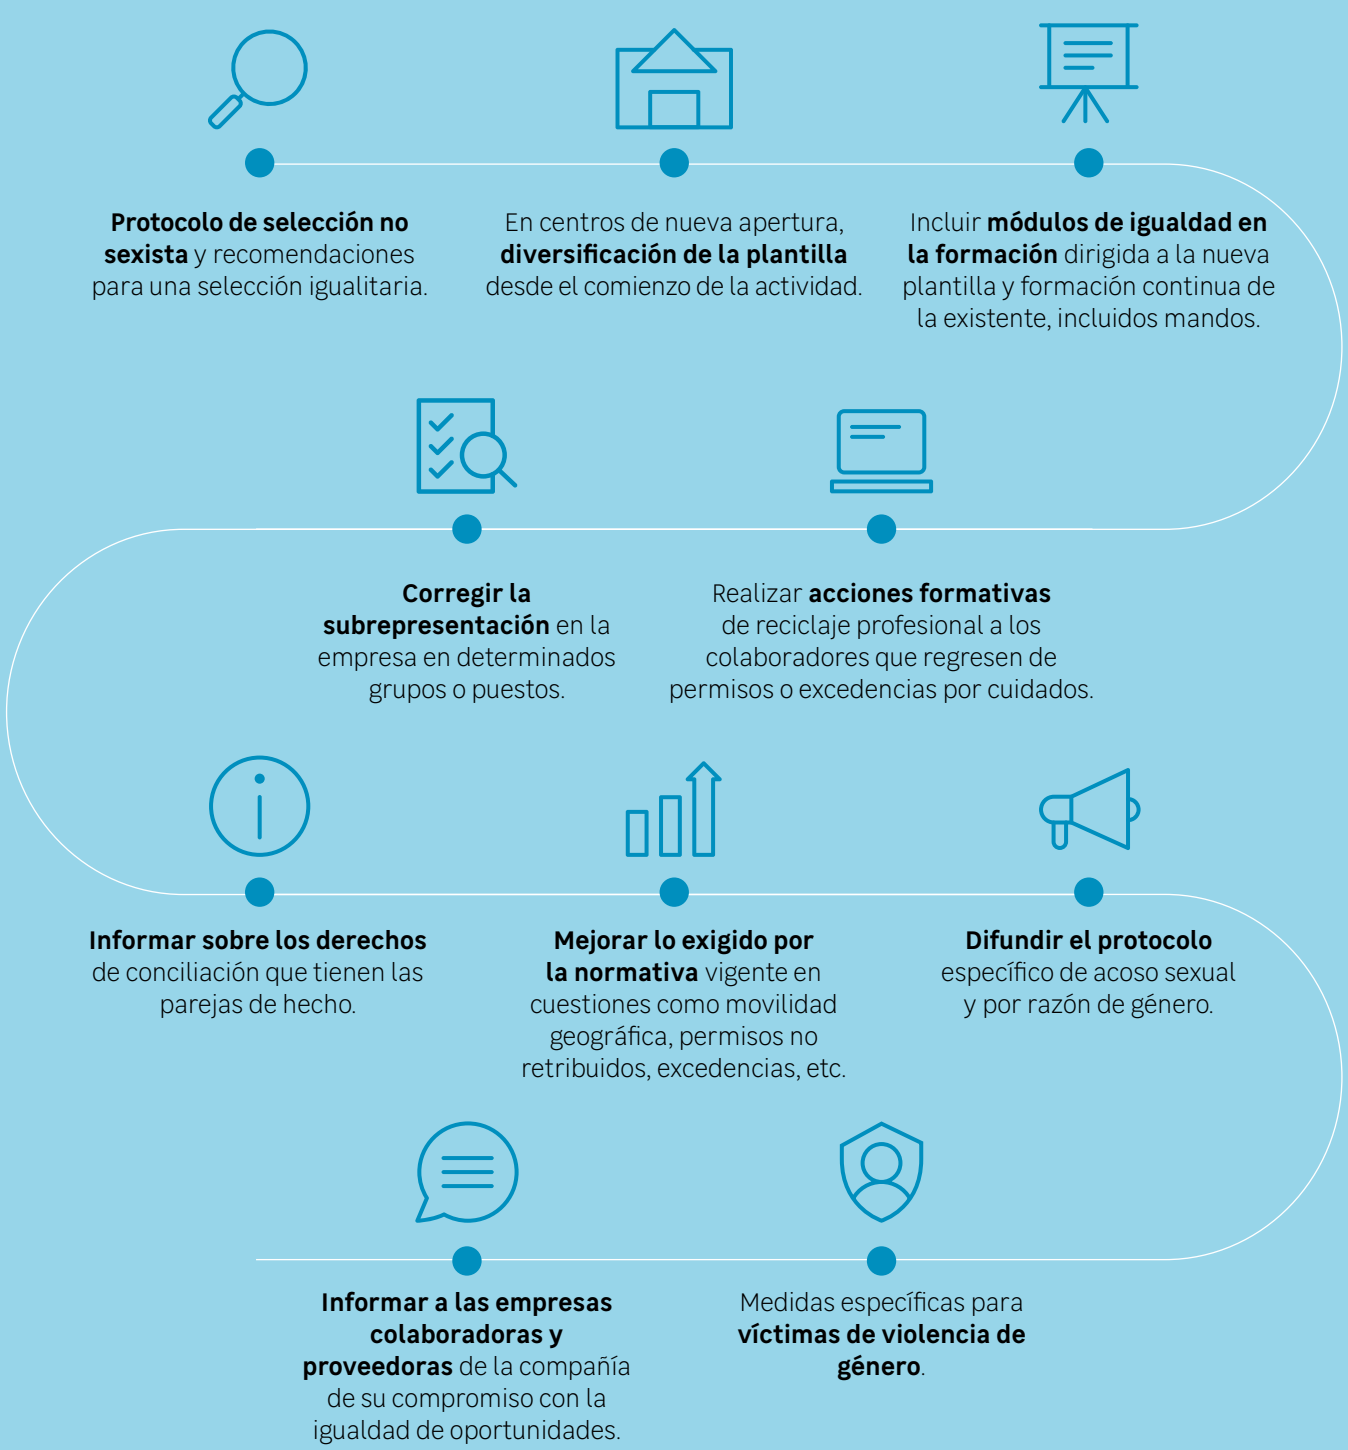 Protocolo de selección no
sexista y recomendaciones
para una selección igualitaria.
En centros de nueva apertura,
diversificación de la plantilla
desde el comienzo de la actividad.
Incluir módulos de igualdad en
la formación dirigida a la nueva
plantilla y formación continua de
la existente, incluidos mandos.
Corregir la
subrepresentación en la
empresa en determinados
grupos o puestos.
Realizar acciones formativas
de reciclaje profesional a los
colaboradores que regresen de
permisos o excedencias por cuidados.
Informar sobre los derechos
de conciliación que tienen las
parejas de hecho.
Mejorar lo exigido por
la normativa vigente en
cuestiones como movilidad
geográfica, permisos no
retribuidos, excedencias, etc.
Difundir el protocolo
específico de acoso sexual
y por razón de género.
Informar a las empresas
colaboradoras y
proveedoras de la compañía
de su compromiso con la
igualdad de oportunidades.
Medidas específicas para
víctimas de violencia de
género.